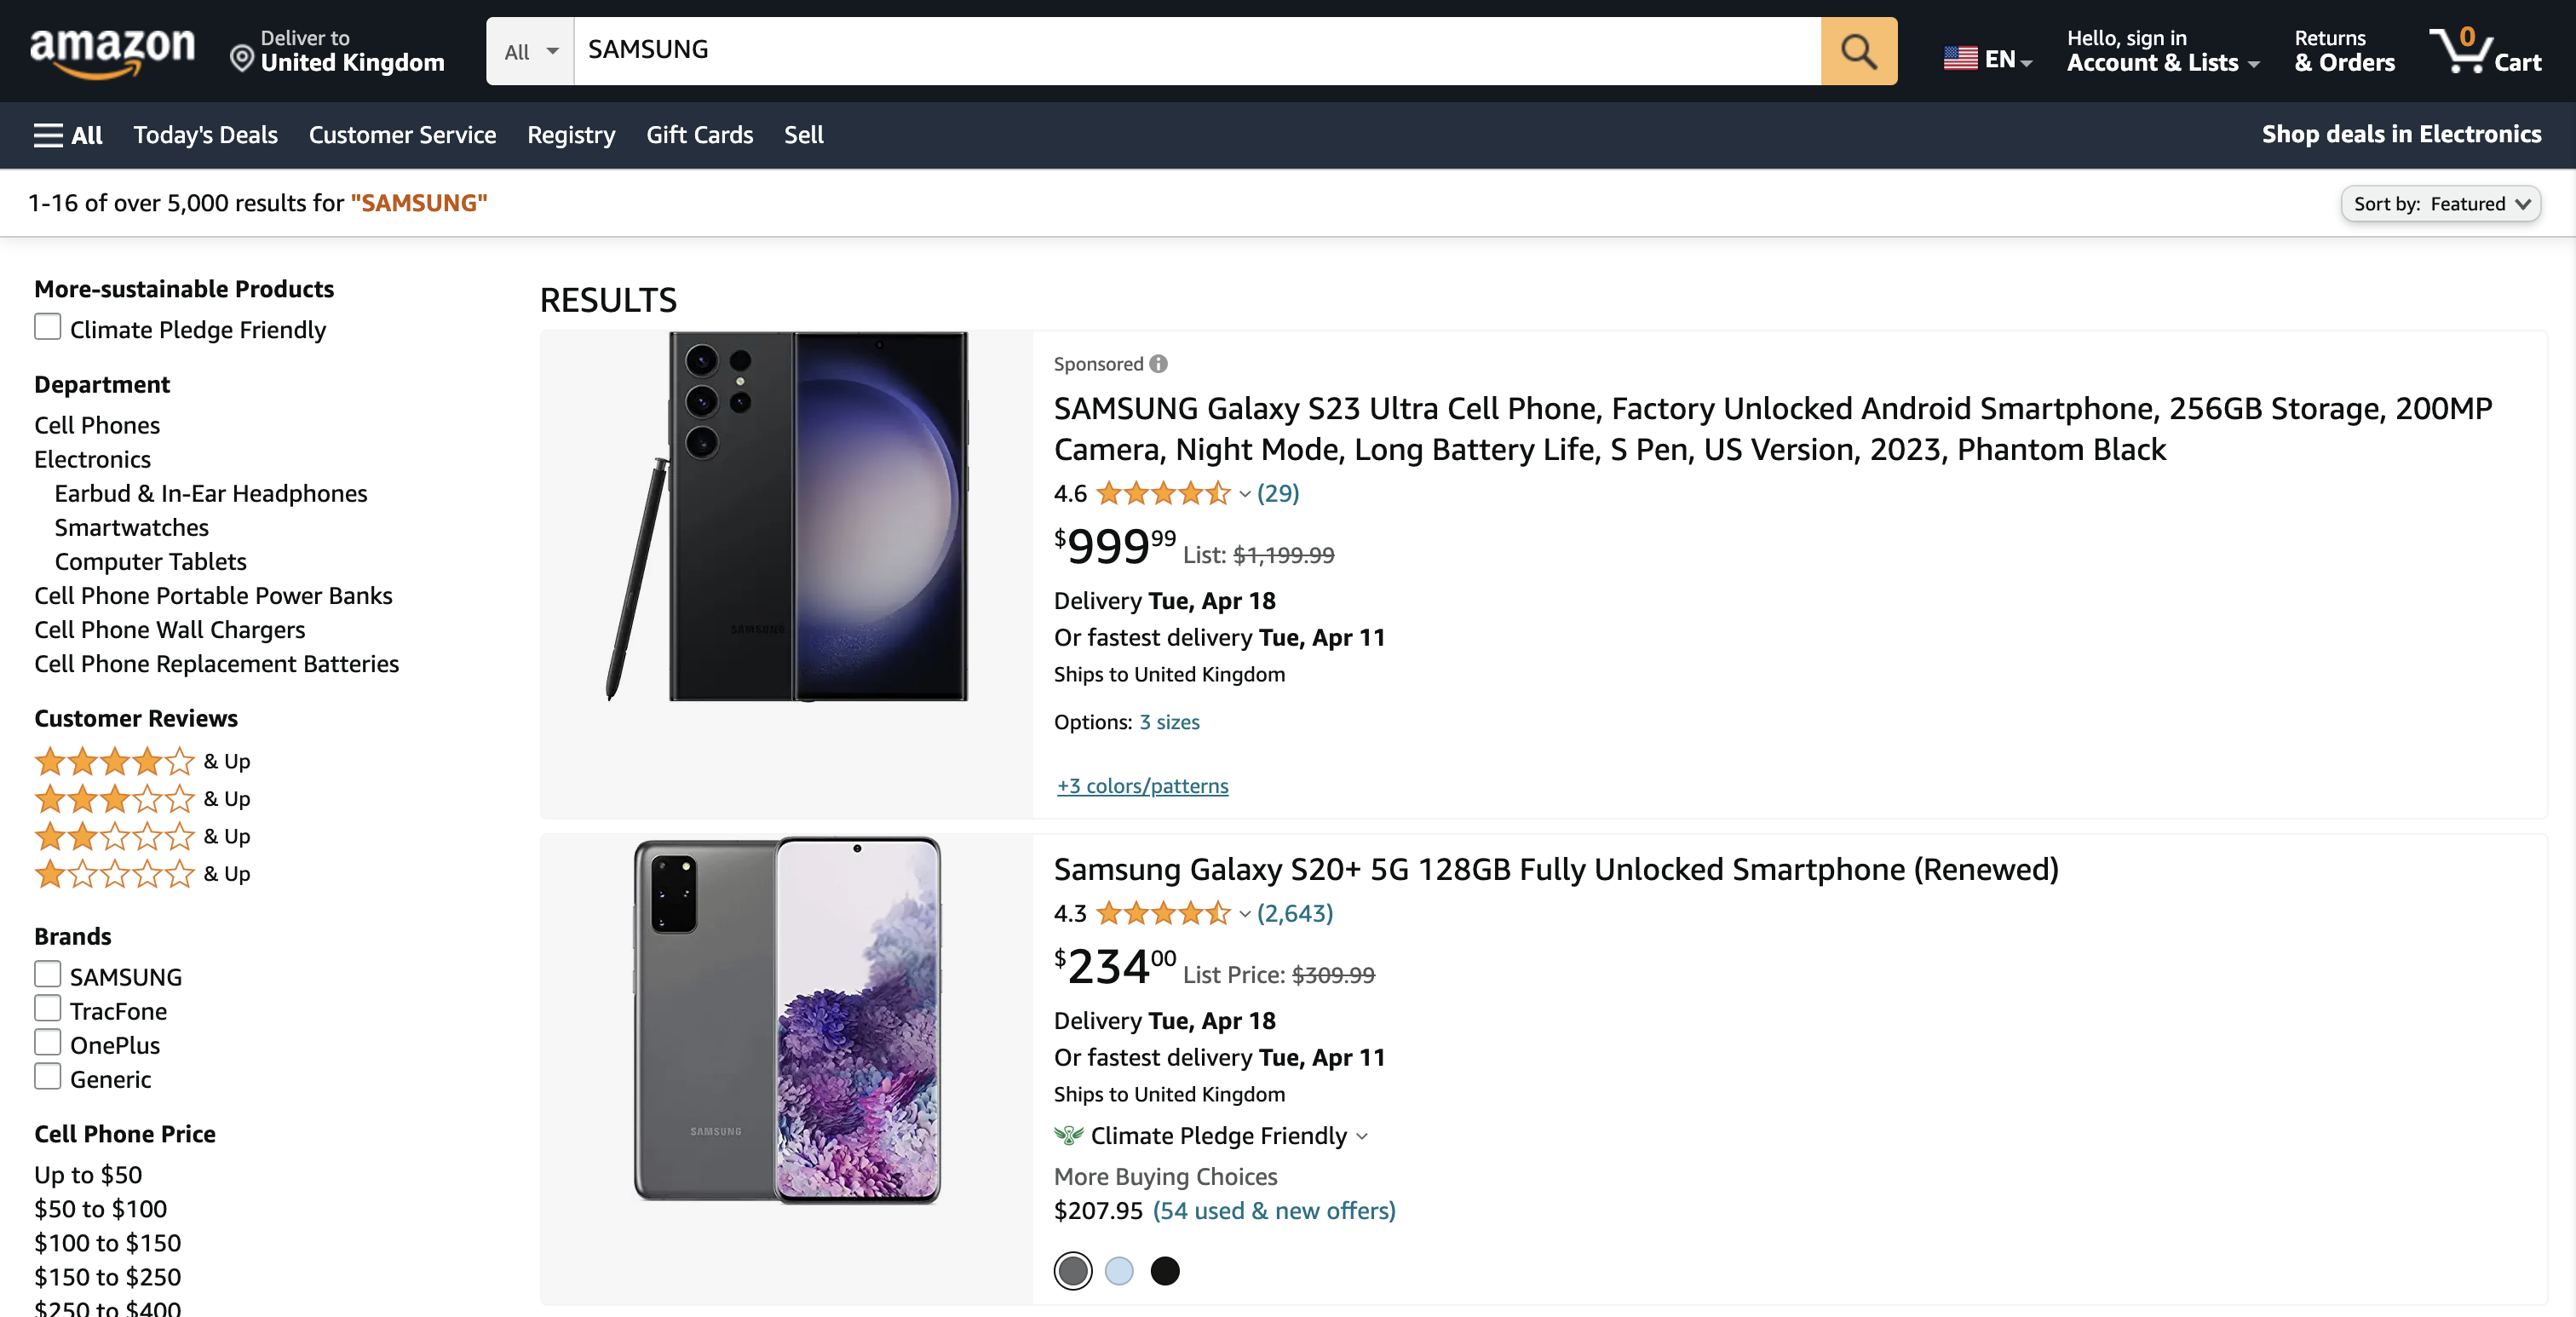 amazon
Deliver to
United Kingdom
All
SAMSUNG
EN
Hello, sign in
Account & Lists
Returns
& Orders
0
Cart
All
Today's Deals
Customer Service
Registry
Gift Cards
Sell
Shop deals in Electronics
1-16 of over 5,000 results for "SAMSUNG"
Sort by: Featured
More-sustainable Products
Climate Pledge Friendly
Department
Cell Phones
Electronics
Earbud & In-Ear Headphones
Smartwatches
Computer Tablets
Cell Phone Portable Power Banks
Cell Phone Wall Chargers
Cell Phone Replacement Batteries
Customer Reviews
& Up
& Up
& Up
& Up
Brands
SAMSUNG
TracFone
OnePlus
Generic
Cell Phone Price
Up to $50
$50 to $100
$100 to $150
$150 to $250
$250 to $400
RESULTS
SAMSUNG
Sponsored
SAMSUNG Galaxy S23 Ultra Cell Phone, Factory Unlocked Android Smartphone, 256GB Storage, 200MP
Camera, Night Mode, Long Battery Life, S Pen, US Version, 2023, Phantom Black
4.6 (29)
$999.99 List: $1,199.99
Delivery Tue, Apr 18
Or fastest delivery Tue, Apr 11
Ships to United Kingdom
Options: 3 sizes
+3 colors/patterns
SAMSUNG
Samsung Galaxy S20+ 5G 128GB Fully Unlocked Smartphone (Renewed)
4.3 (2,643)
$234.00 List Price: $309.99
Delivery Tue, Apr 18
Or fastest delivery Tue, Apr 11
Ships to United Kingdom
Climate Pledge Friendly
More Buying Choices
$207.95 (54 used & new offers)